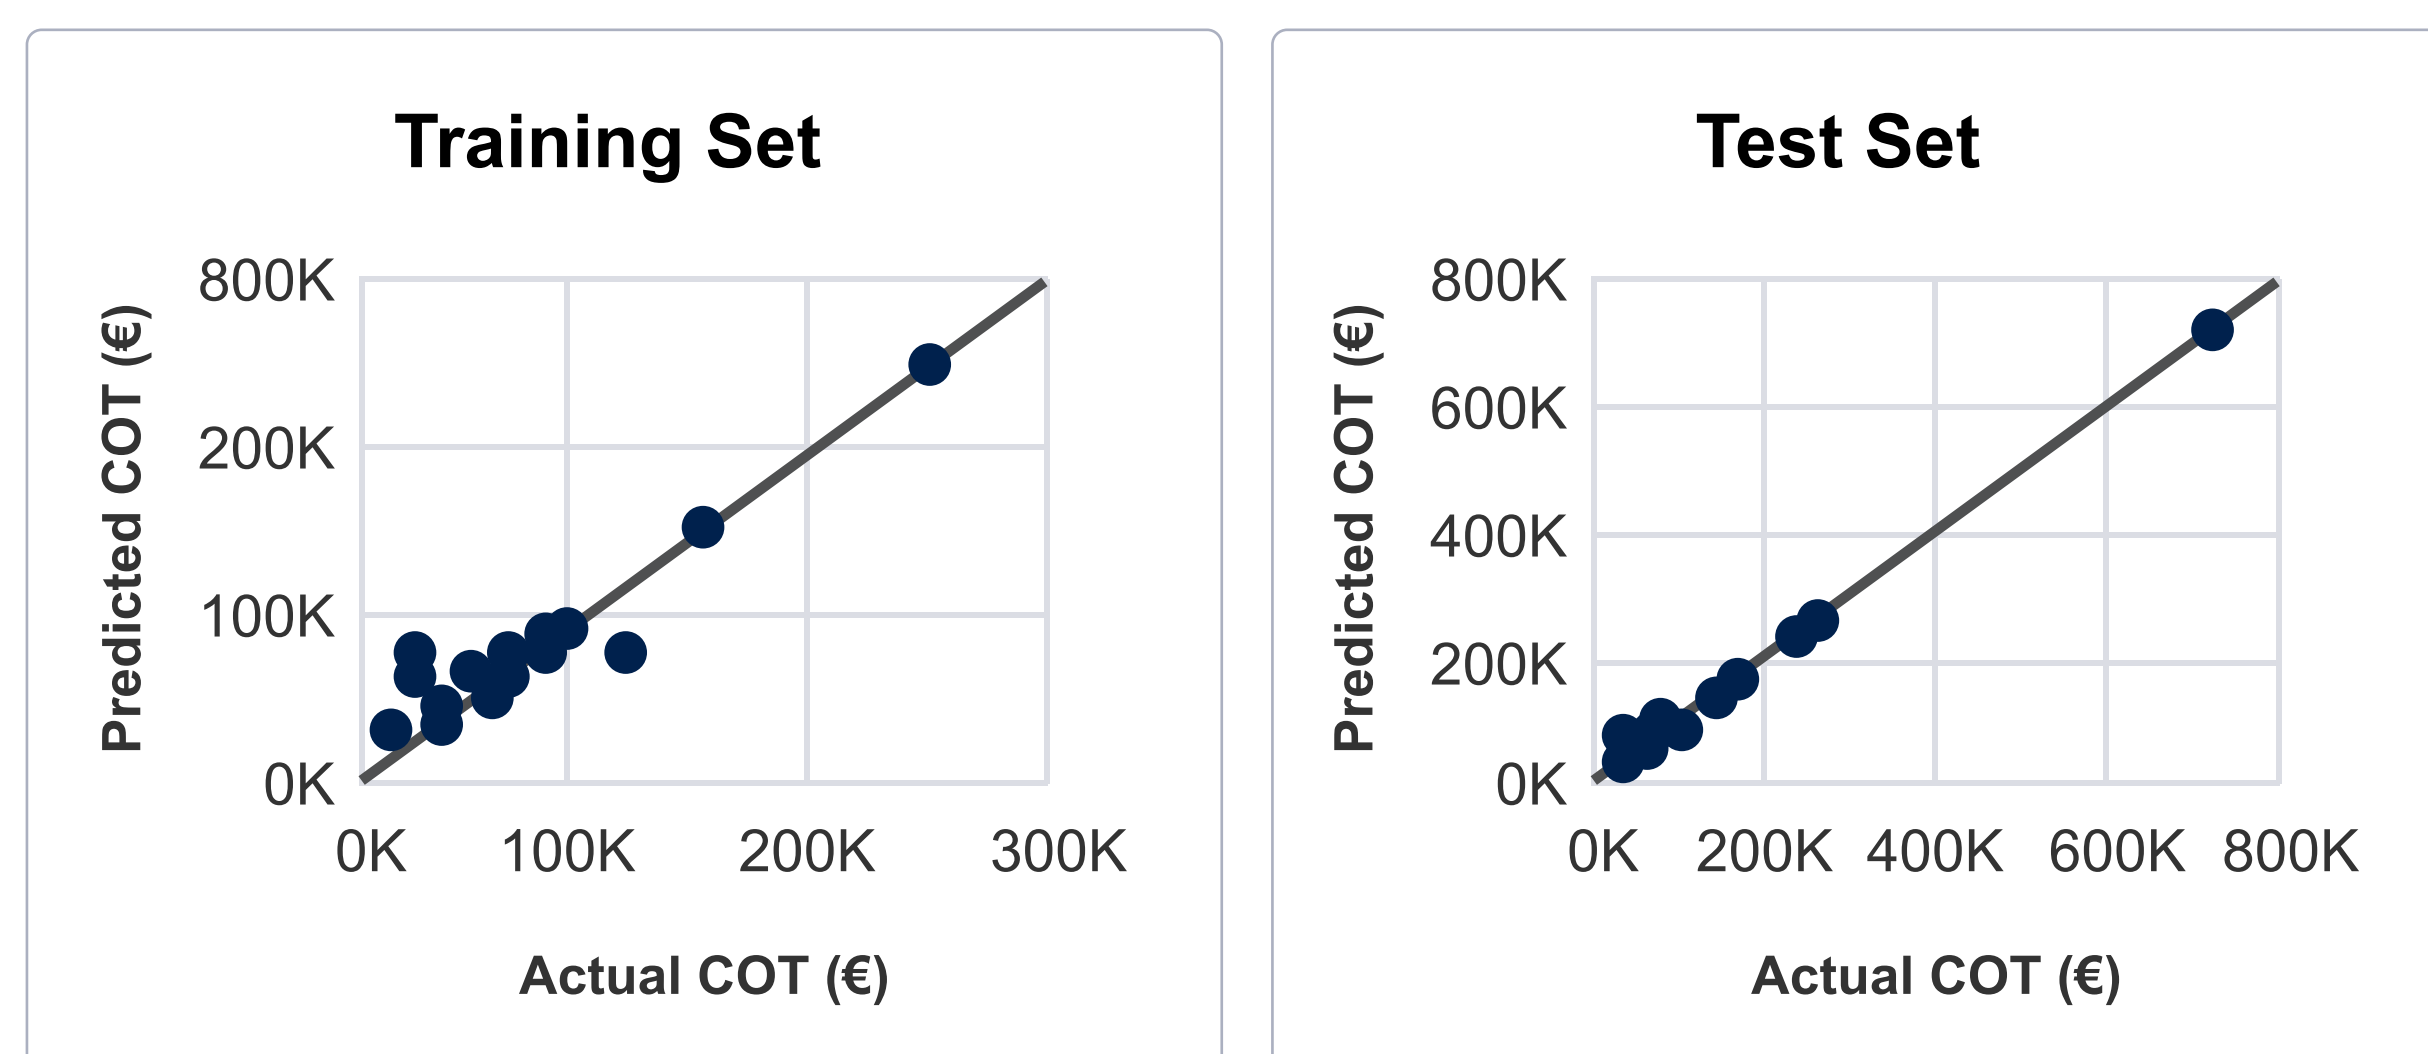 Training Set
Predicted COT (€)
800K
200K
100K
0K
0K 100K 200K 300K
Actual COT (€)
Test Set
Predicted COT (€)
800K
600K
400K
200K
0K
0K 200K 400K 600K 800K
Actual COT (€)